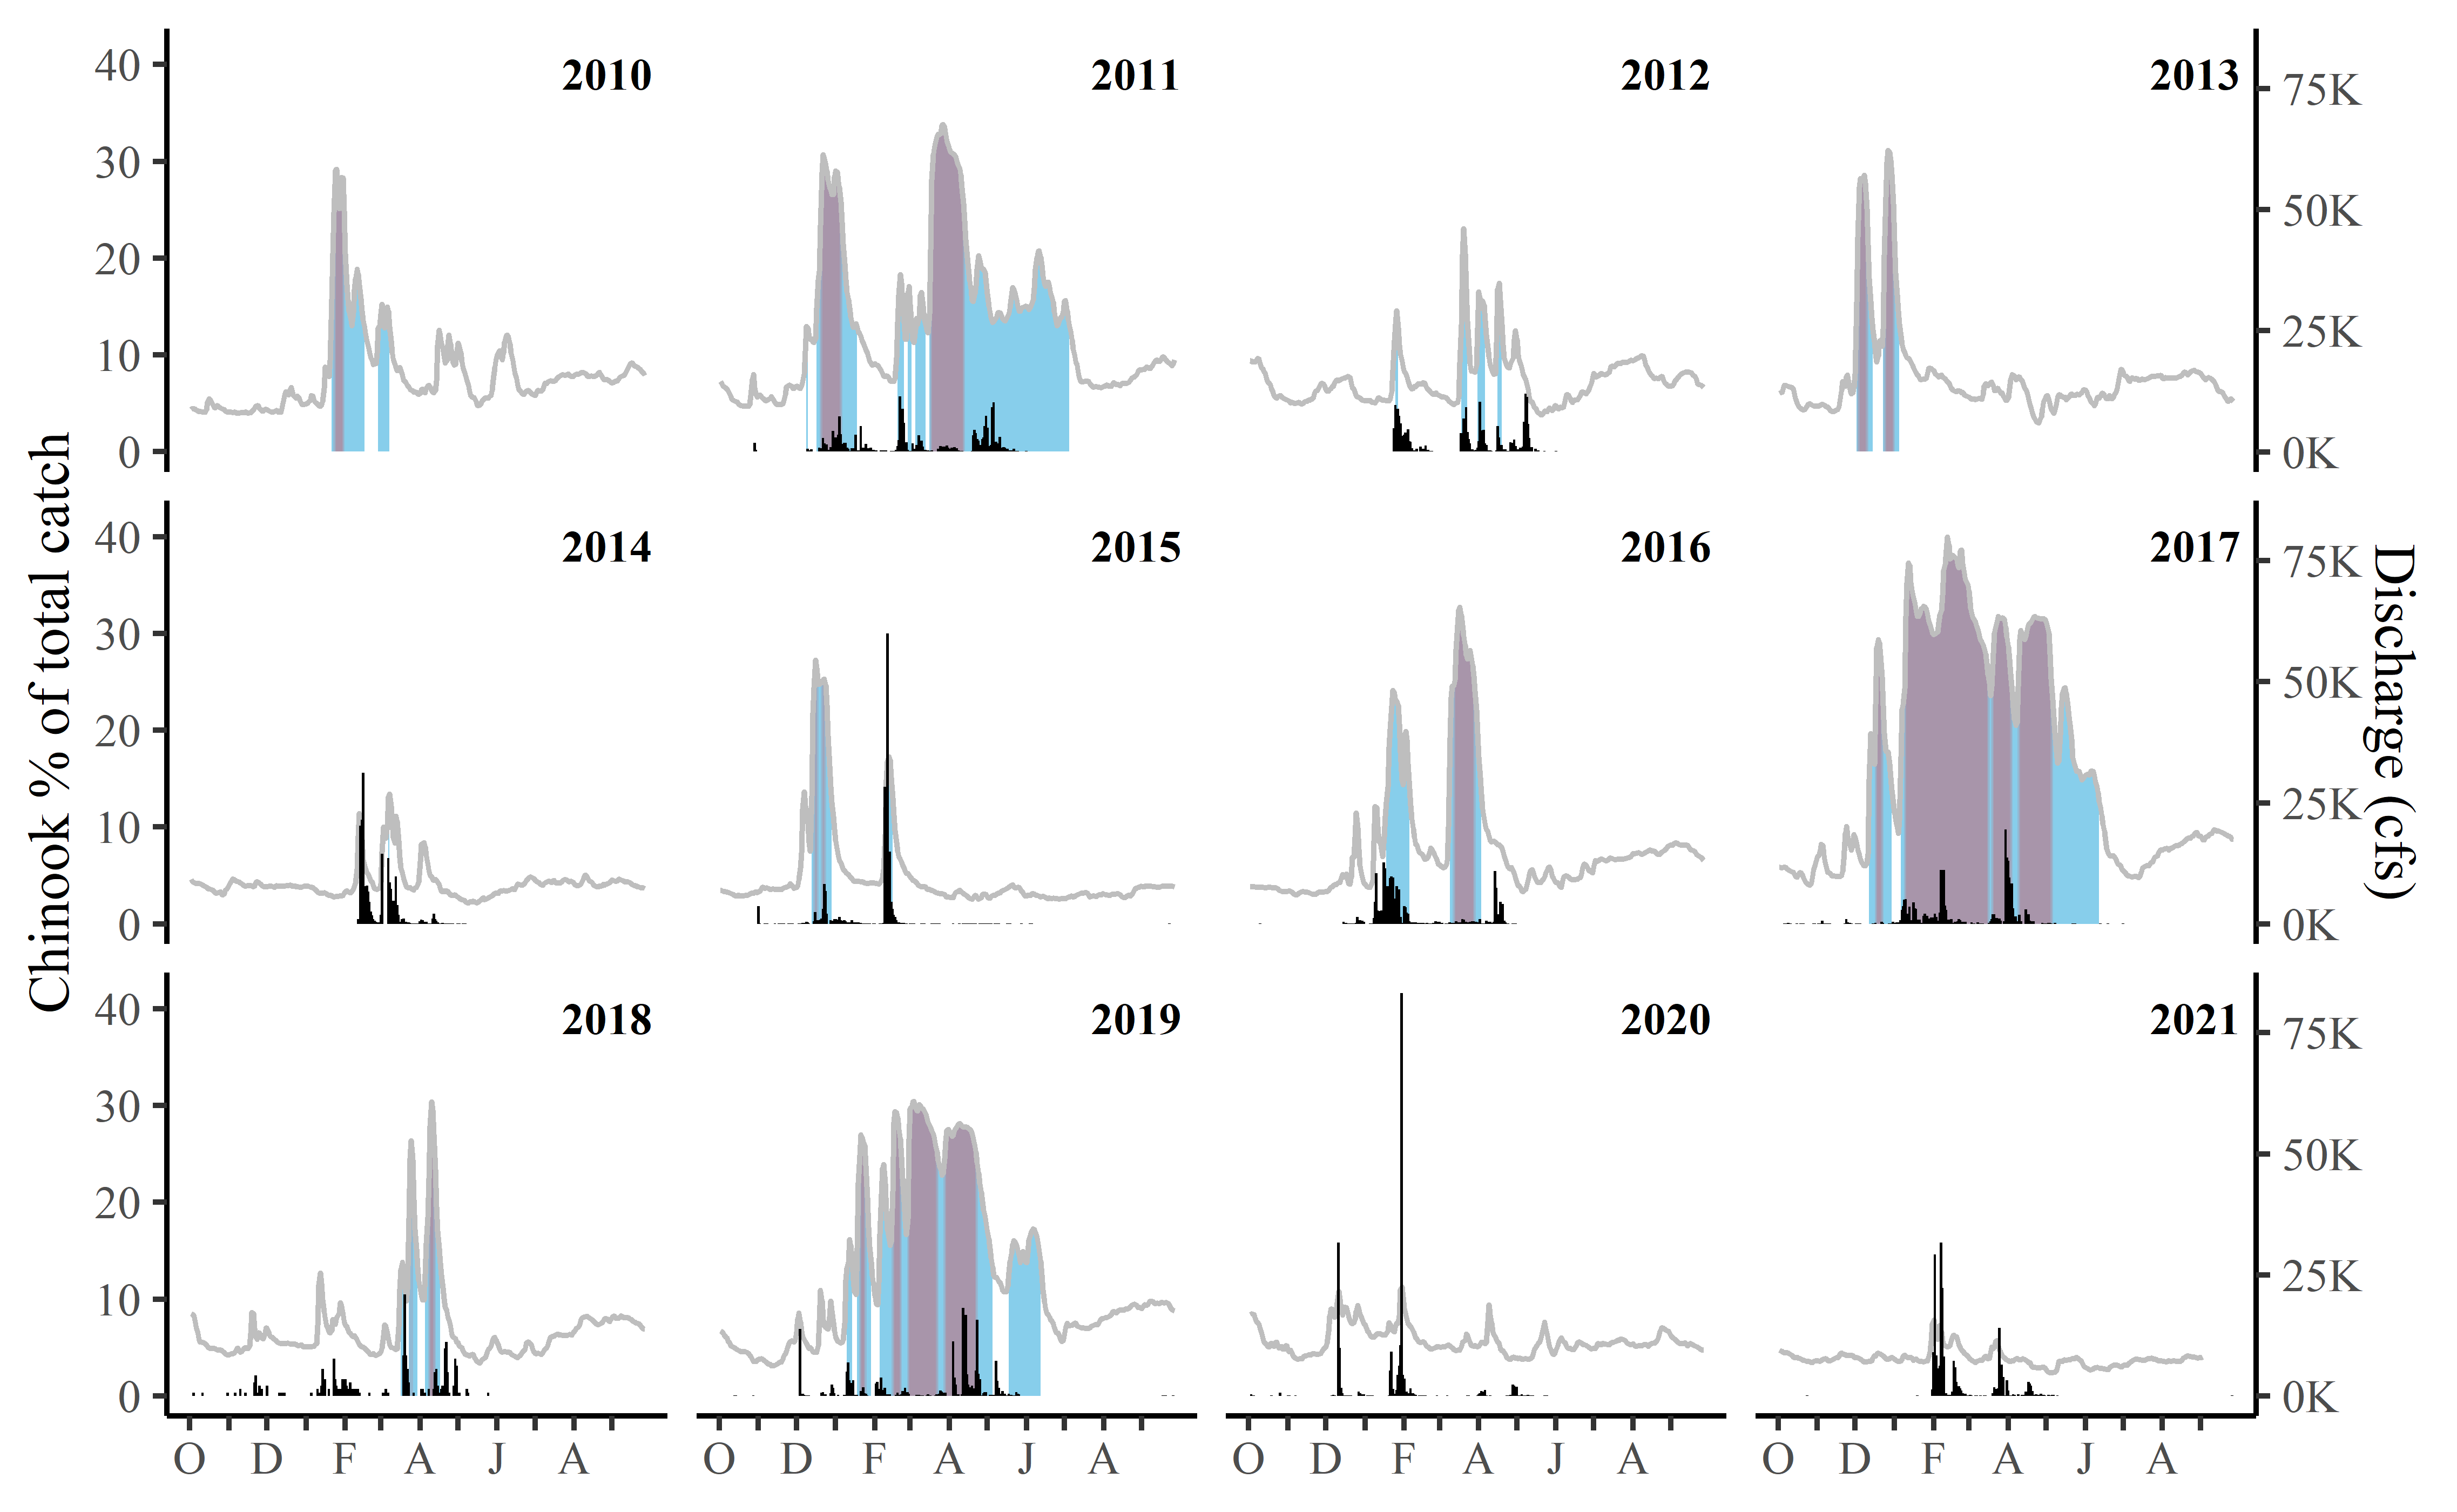 Chinook % of total catch
Discharge (cfs)
40 2010 2011 2012 2013 75K
30
50K
20
25K
10
0 0K
40 2014 2015 2016 2017 75K
30
50K
20
25K
10
0 0K
40 2018 2019 2020 2021 75K
30
50K
20
25K
10
0 0K
O D F A J A O D F A J A O D F A J A O D F A J A